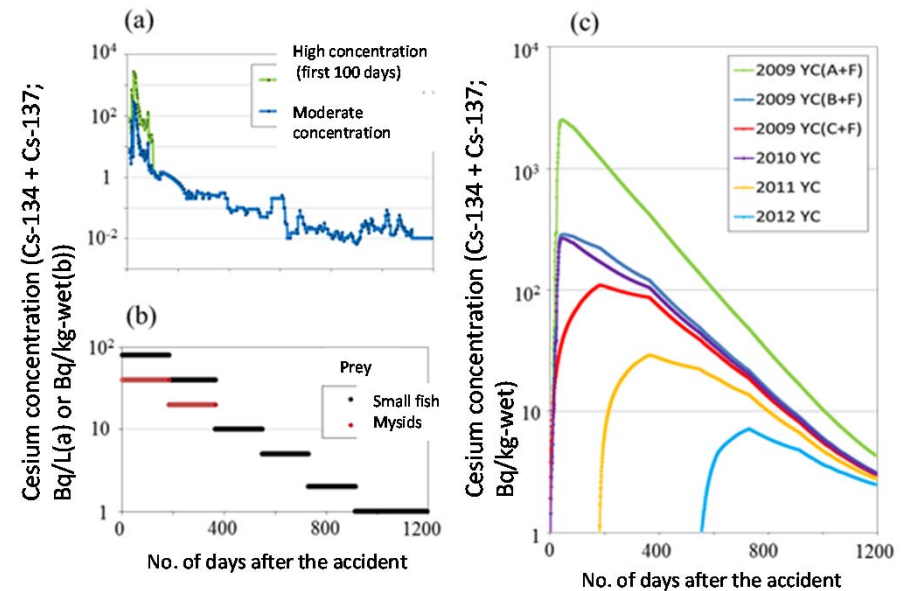 (a)
Cesium concentration (Cs-134 + Cs-137;
Bq/L(a) or Bq/kg-wet(b))
10⁴
10²
1
10⁻²
High concentration
(first 100 days)
Moderate
concentration
(b)
10²
10
1
0
400
800
1200
Prey
Small fish
Mysids
No. of days after the accident
(c)
Cesium concentration (Cs-134 + Cs-137;
Bq/kg-wet)
10⁴
10³
10²
10
1
0
400
800
1200
2009 YC(A+F)
2009 YC(B+F)
2009 YC(C+F)
2010 YC
2011 YC
2012 YC
No. of days after the accident